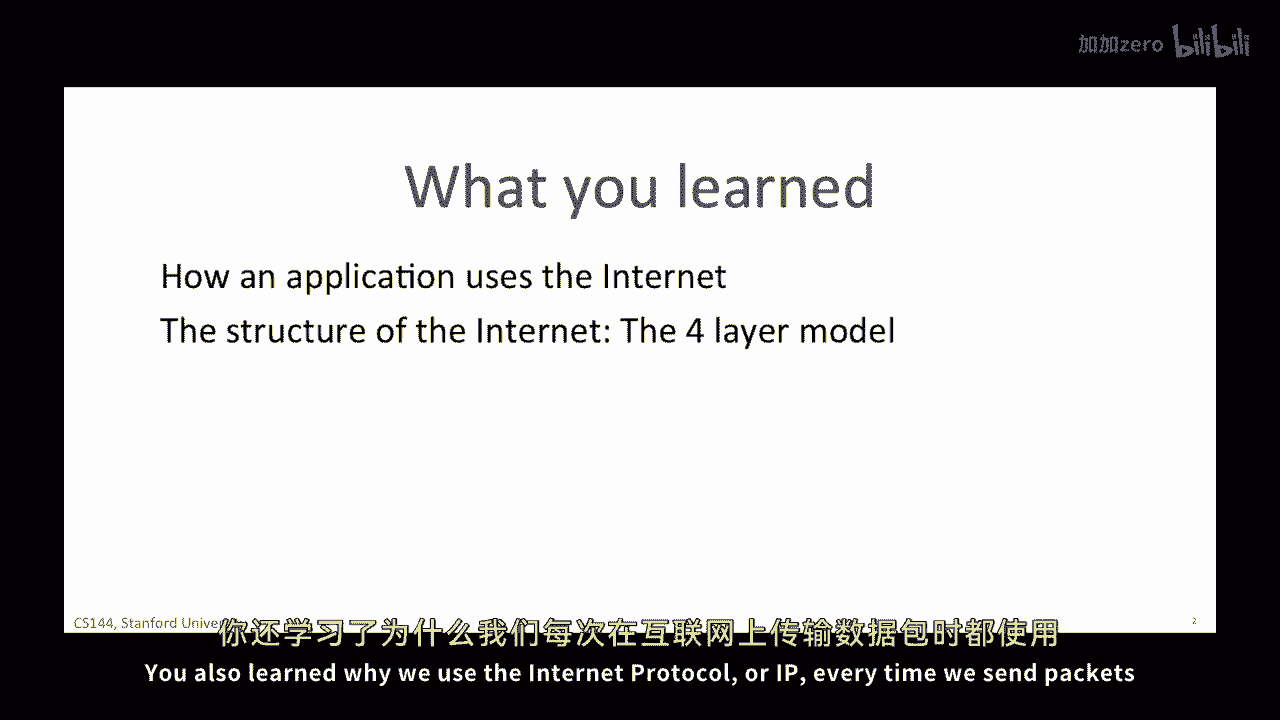 加加zero bilibili
What you learned
How an application uses the Internet
The structure of the Internet: The 4 layer model
CS144, Stanford Univer
2
你还学习了为什么我们每次在互联网上传输数据包时都使用
You also learned why we use the Internet Protocol, or IP, every time we send packets